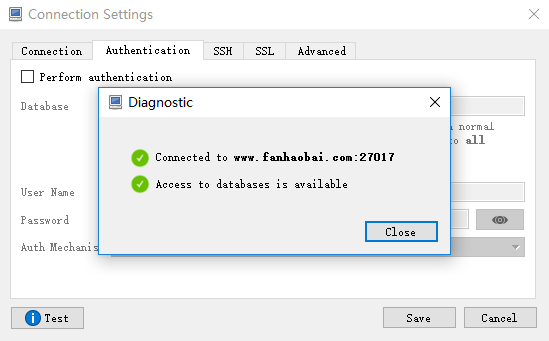 Connection Settings
Connection Authentication SSH SSL Advanced
Perform authentication
Database
Diagnostic
normal
to all
Connected to www.fanhaobai.com:27017
Access to databases is available
User Name
Password
Close
Auth Mechanis
Test Save Cancel